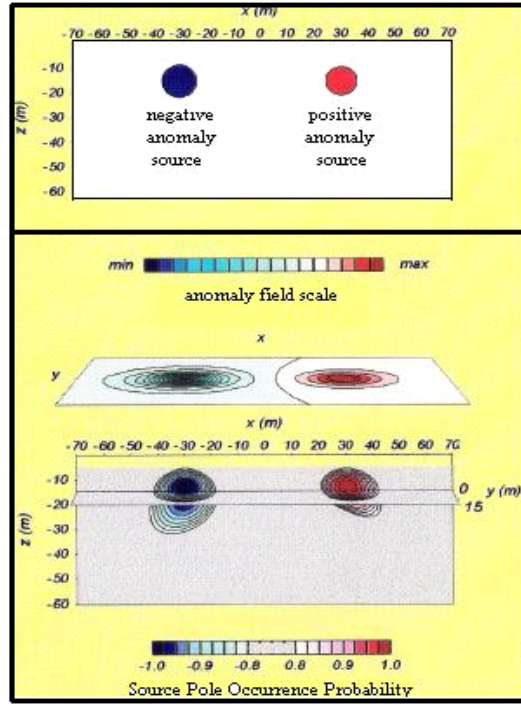 x (m)
-70 -60 -50 -40 -30 -20 -10 0 10 20 30 40 50 60 70
-10
-20
-30
-40
-50
-60
z (m)
negative anomaly source
positive anomaly source
min
max
anomaly field scale
x
y
x (m)
-70 -60 -50 -40 -30 -20 -10 0 10 20 30 40 50 60 70
-10
-20
-30
-40
-50
-60
z (m)
0
15
y (m)
-1.0 -0.9 -0.8 0.8 0.9 1.0
Source Pole Occurrence Probability